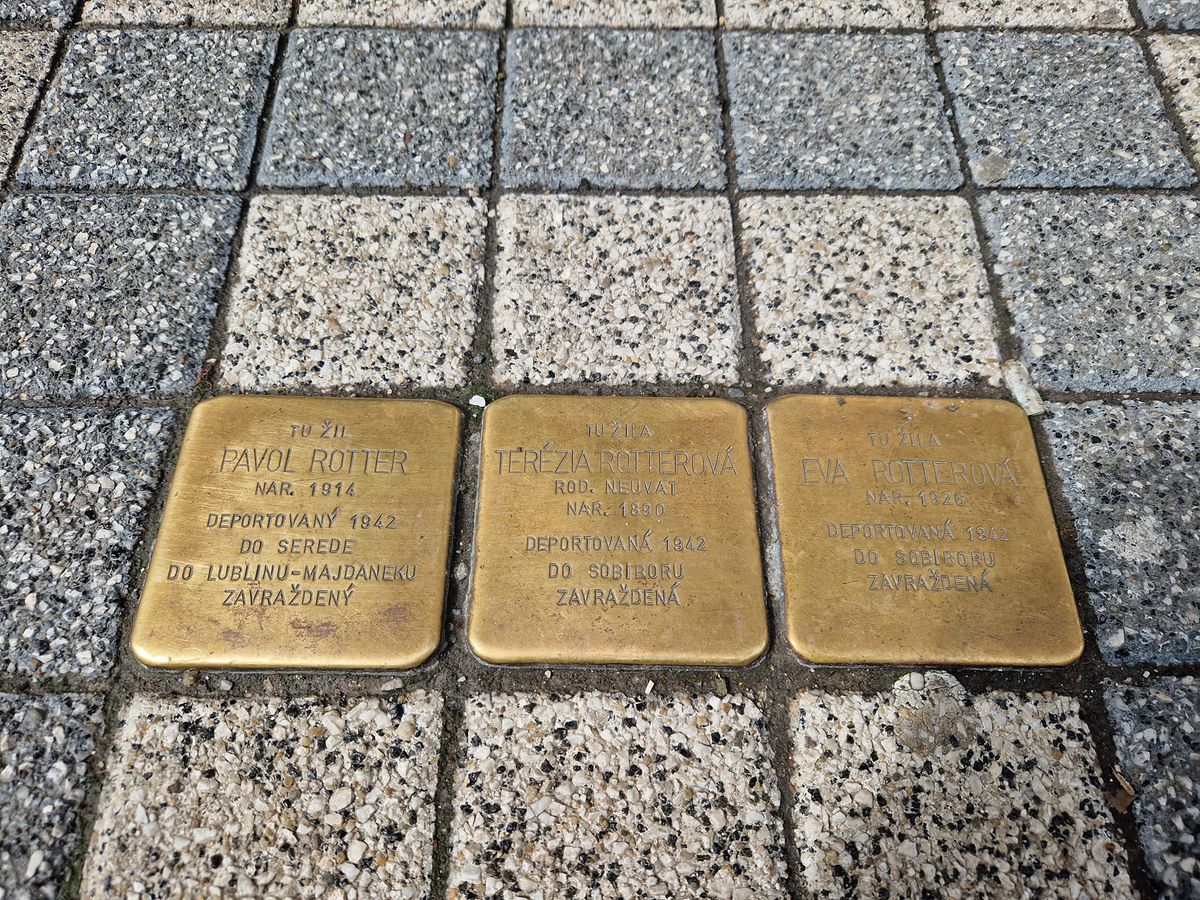 TU ŽIL
PAVOL ROTTER
NAR. 1914
DEPORTOVANÝ 1942
DO SEREDE
DO LUBLINU-MAJDANEKU
ZAVRAŽDENÝ
TU ŽILA
TERÉZIA ROTTEROVÁ
ROD. NEUVAT
NAR. 1890
DEPORTOVANÁ 1942
DO SOBIBORU
ZAVRAŽDENÁ
TU ŽILA
EVA ROTTEROVÁ
NAR. 1926
DEPORTOVANÁ 1942
DO SOBIBORU
ZAVRAŽDENÁ